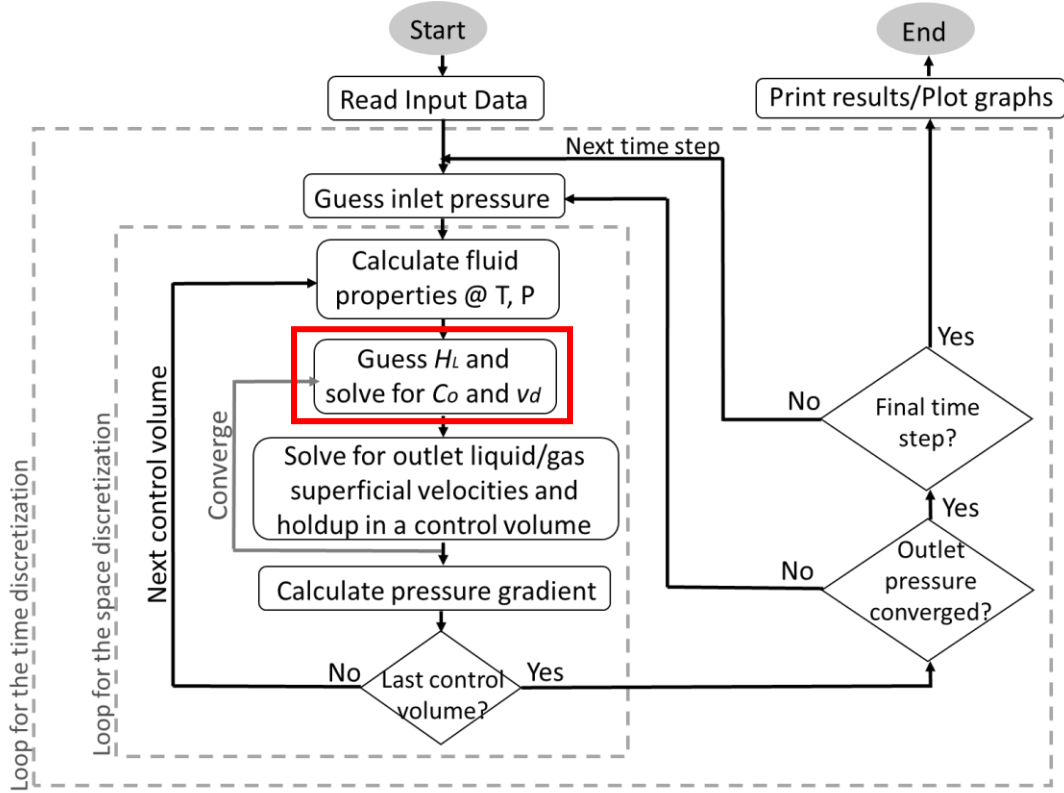 Start
Read Input Data
Next time step
Guess inlet pressure
Calculate fluid
properties @ T, P
Guess HL and
solve for Co and vd
Converge
Solve for outlet liquid/gas
superficial velocities and
holdup in a control volume
Calculate pressure gradient
Last control
volume?
No
Yes
Next control volume
Loop for the space discretization
Loop for the time discretization
Outlet
pressure
converged?
No
Yes
Final time
step?
No
Yes
Print results/Plot graphs
End